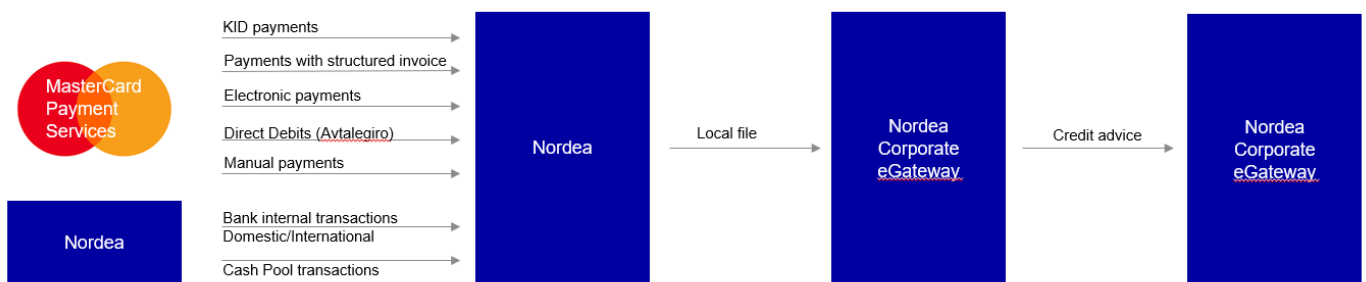 MasterCard
Payment
Services
Nordea
KID payments
Payments with structured invoice
Electronic payments
Direct Debits (Avtalegiro)
Manual payments
Bank internal transactions
Domestic/International
Cash Pool transactions
Nordea
Local file
Nordea
Corporate
eGateway
Credit advice
Nordea
Corporate
eGateway